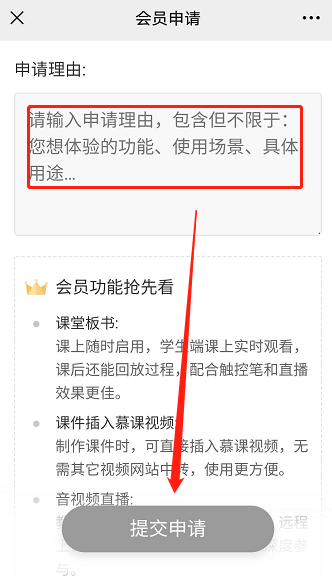 会员申请
申请理由:
请输入申请理由，包含但不限于：
您想体验的功能、使用场景、具体
用途...
会员功能抢先看
课堂板书:
课上随时启用，学生端课上实时观看，
课后还能回放过程，配合触控笔和直播
效果更佳。
课件插入慕课视频:
制作课件时，可直接插入慕课视频，无
需其它视频网站中转，使用更方便。
音视频直播:
远程
提交申请
深度参
与。